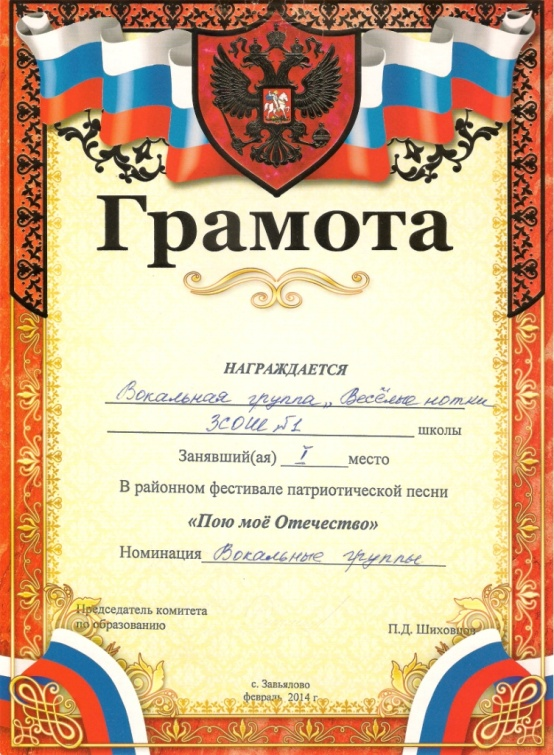 Грамота
НАГРАЖДАЕТСЯ
Вокальная группа „Весёлые нотки
ЗСОШ №1 школы
Занявший(ая) I место
В районном фестивале патриотической песни
«Пою моё Отечество»
Номинация Вокальные группы
Председатель комитета
по образованию
П.Д. Шиховцов
с. Завьялово
февраль 2014 г.